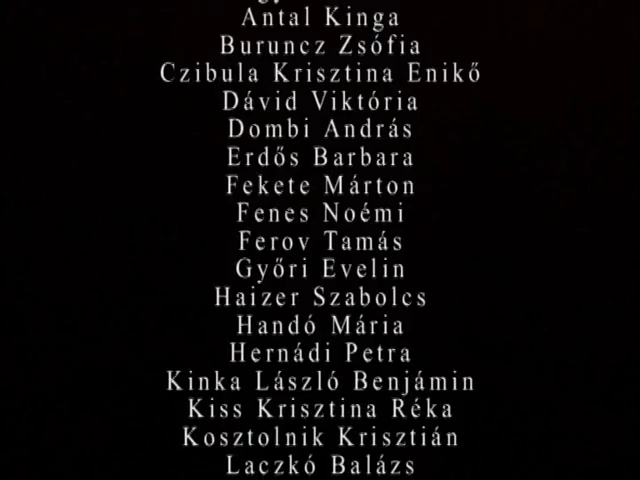 Antal Kinga
Buruncz Zsófia
Czibula Krisztina Enikő
Dávid Viktória
Dombi András
Erdős Barbara
Fekete Márton
Fenes Noémi
Ferov Tamás
Győri Evelin
Haizer Szabolcs
Handó Mária
Hernádi Petra
Kinka László Benjámin
Kiss Krisztina Réka
Kosztolnik Krisztián
Laczkó Balázs